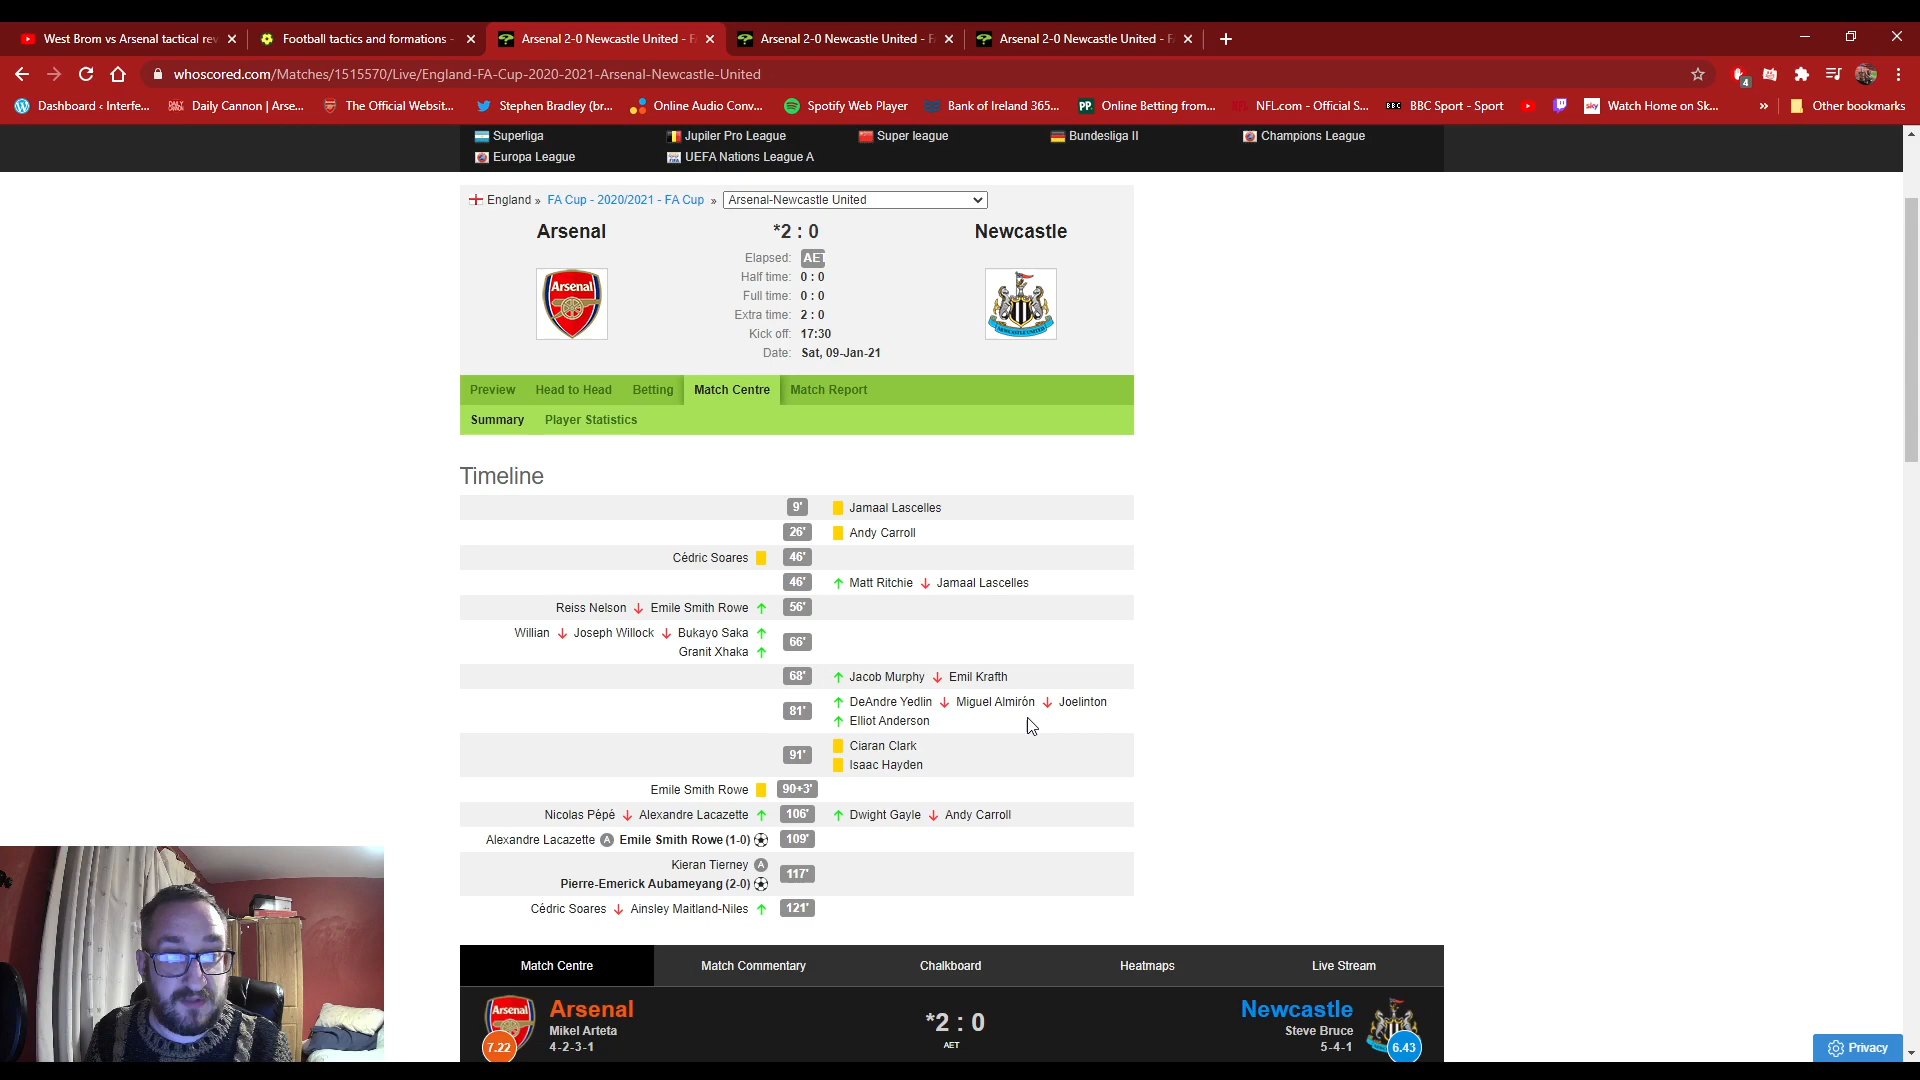 West Brom vs Arsenal tactical rev
Football tactics and formations -
Arsenal 2-0 Newcastle United - F
Arsenal 2-0 Newcastle United - F
Arsenal 2-0 Newcastle United - F
whoscored.com/Matches/1515570/Live/England-FA-Cup-2020-2021-Arsenal-Newcastle-United
4
Dashboard ‹ Interfe...
Daily Cannon | Arse...
The Official Websit...
Stephen Bradley (br...
Online Audio Conv...
Spotify Web Player
Bank of Ireland 365...
PP Online Betting from...
NFL.com - Official S...
BBC BBC Sport - Sport
sky Watch Home on Sk...
» Other bookmarks
Superliga
Jupiler Pro League
Super league
Bundesliga II
Champions League
Europa League
UEFA Nations League A
England » FA Cup - 2020/2021 - FA Cup » Arsenal-Newcastle United
Arsenal *2 : 0 Newcastle
Elapsed: AET
Half time: 0 : 0
Full time: 0 : 0
Extra time: 2 : 0
Kick off: 17:30
Date: Sat, 09-Jan-21
Arsenal
NEWCASTLE UNITED
Preview Head to Head Betting Match Centre Match Report
Summary Player Statistics
Timeline
9' Jamaal Lascelles
26' Andy Carroll
Cédric Soares 46'
46' Matt Ritchie Jamaal Lascelles
Reiss Nelson Emile Smith Rowe 56'
Willian Joseph Willock Bukayo Saka
Granit Xhaka
66'
68' Jacob Murphy Emil Krafth
81'
DeAndre Yedlin Miguel Almirón Joelinton
Elliot Anderson
91'
Ciaran Clark
Isaac Hayden
Emile Smith Rowe 90+3'
Nicolas Pépé Alexandre Lacazette 106' Dwight Gayle Andy Carroll
Alexandre Lacazette A Emile Smith Rowe (1-0) 109'
Kieran Tierney A
Pierre-Emerick Aubameyang (2-0)
117'
Cédric Soares Ainsley Maitland-Niles 121'
Match Centre Match Commentary Chalkboard Heatmaps Live Stream
Arsenal
Arsenal
Mikel Arteta
4-2-3-1
7.22
*2 : 0
AET
Newcastle
Steve Bruce
5-4-1
6.43
Privacy